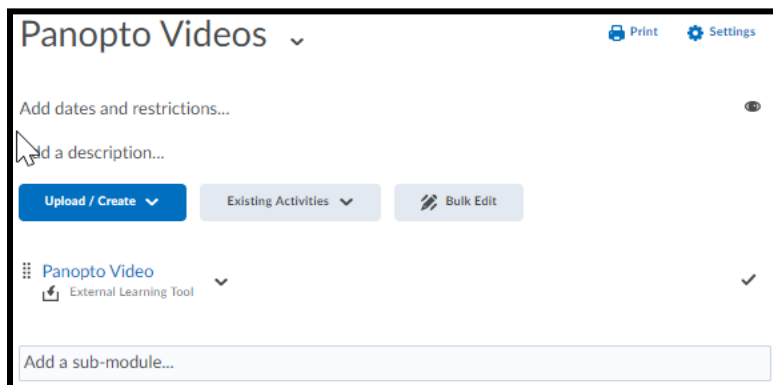 Panopto Videos
Print
Settings
Add dates and restrictions...
dd a description...
Upload / Create
Existing Activities
Bulk Edit
Panopto Video
External Learning Tool
Add a sub-module...